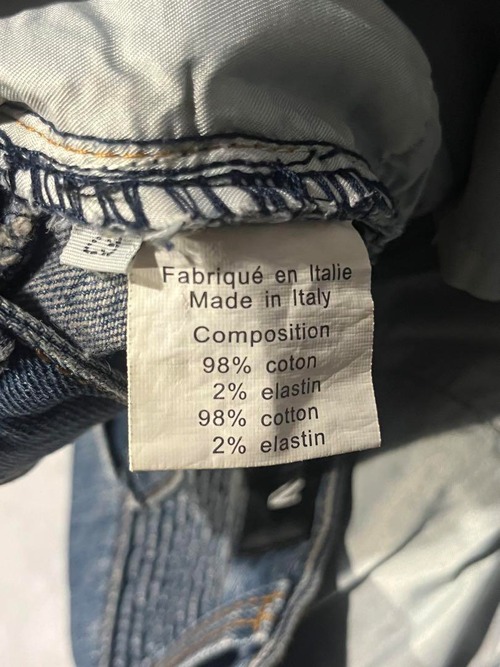 Fabriqué en Italie
Made in Italy
Composition
98% coton
2% elastin
98% cotton
2% elastin